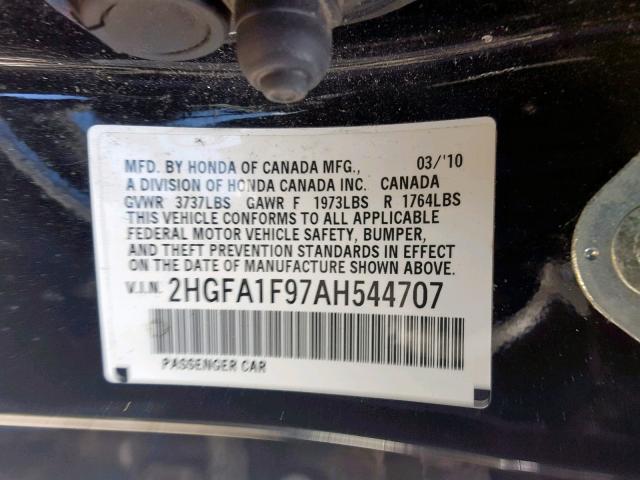 MFD. BY HONDA OF CANADA MFG., 03/'10
A DIVISION OF HONDA CANADA INC. CANADA
GVWR 3737LBS GAWR F 1973LBS R 1764LBS
THIS VEHICLE CONFORMS TO ALL APPLICABLE
FEDERAL MOTOR VEHICLE SAFETY, BUMPER,
AND THEFT PREVENTION STANDARDS IN EFFECT
ON THE DATE OF MANUFACTURE SHOWN ABOVE.
V.I.N. 2HGFA1F97AH544707
PASSENGER CAR